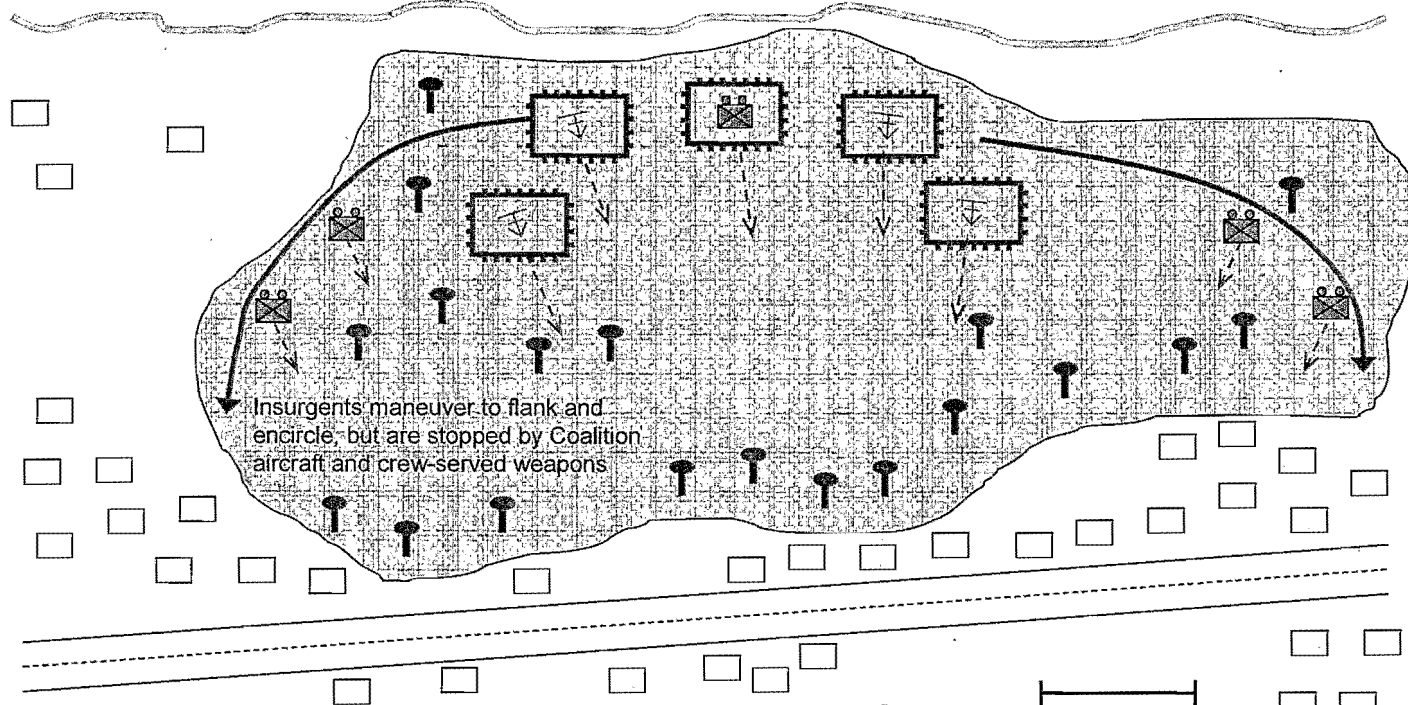 Insurgents maneuver to flank and
encircle, but are stopped by Coalition
aircraft and crew-served weapons